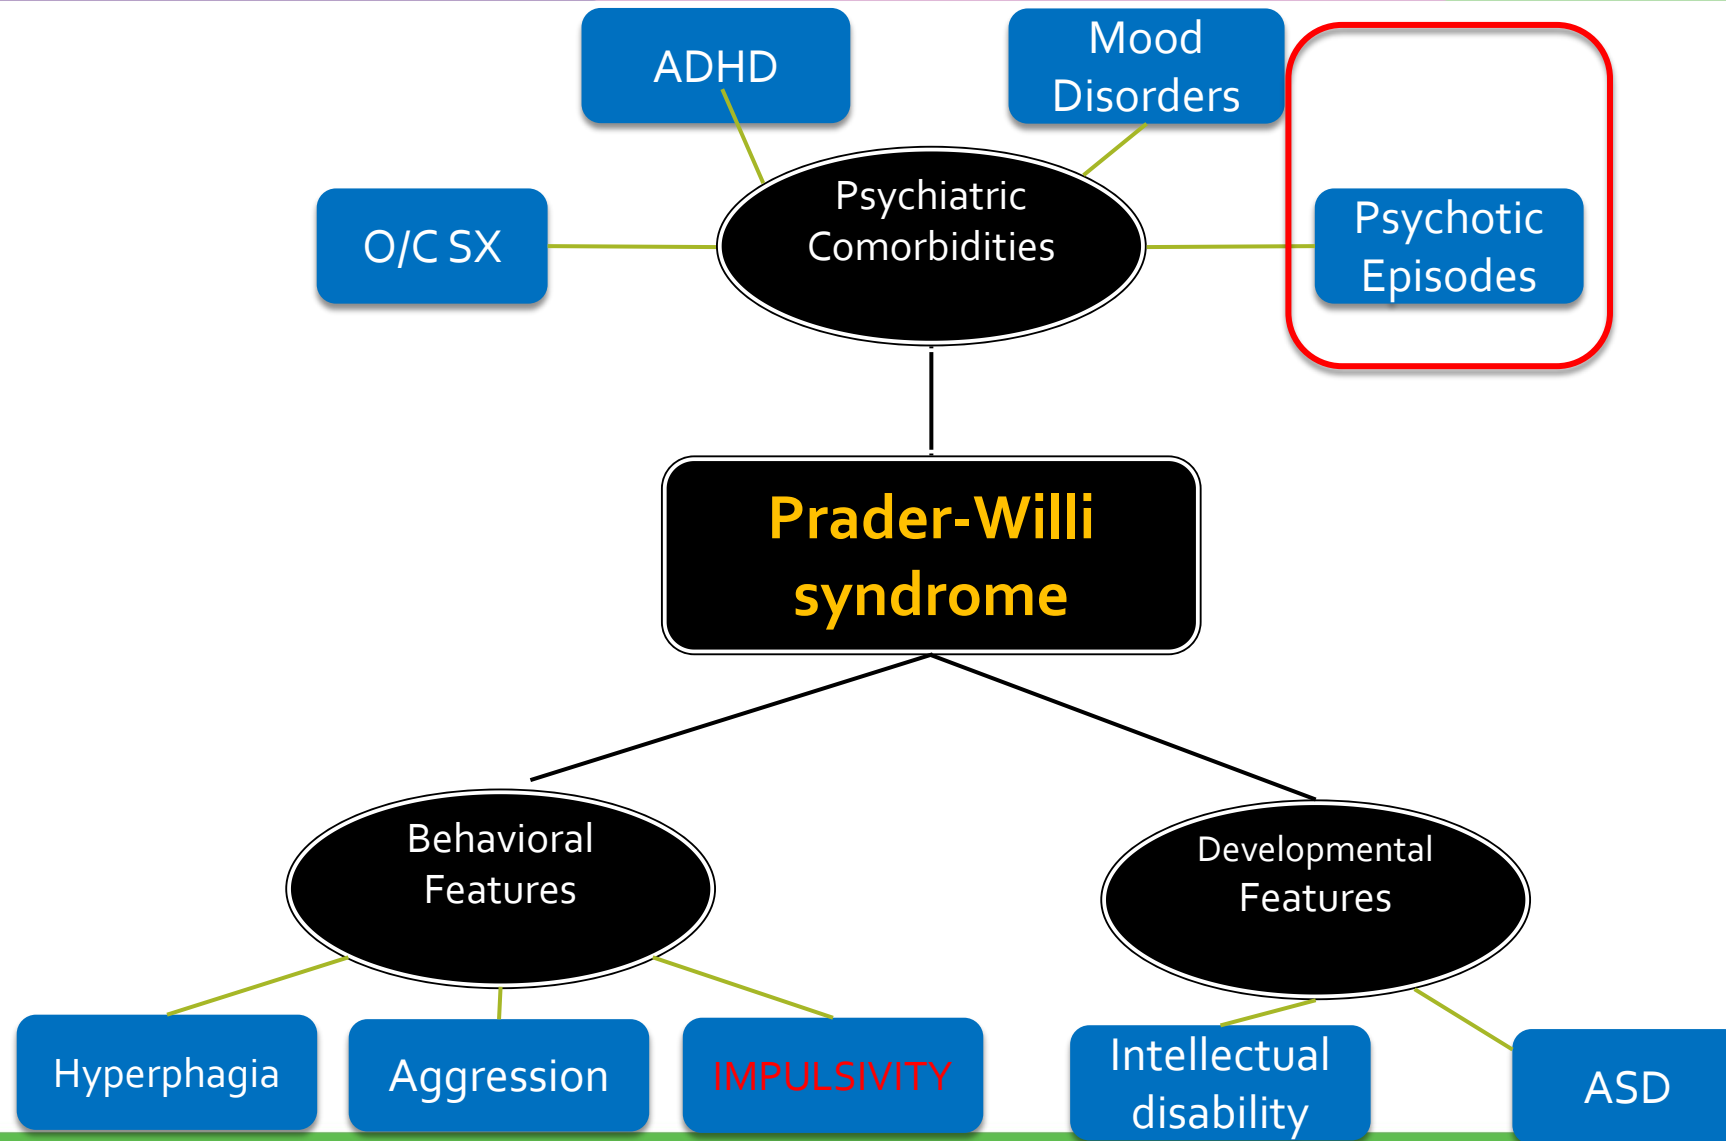 ADHD
Mood
Disorders
O/C SX
Psychiatric
Comorbidities
Psychotic
Episodes
Prader-Willi
syndrome
Behavioral
Features
Developmental
Features
Hyperphagia
Aggression
IMPULSIVITY
Intellectual
disability
ASD